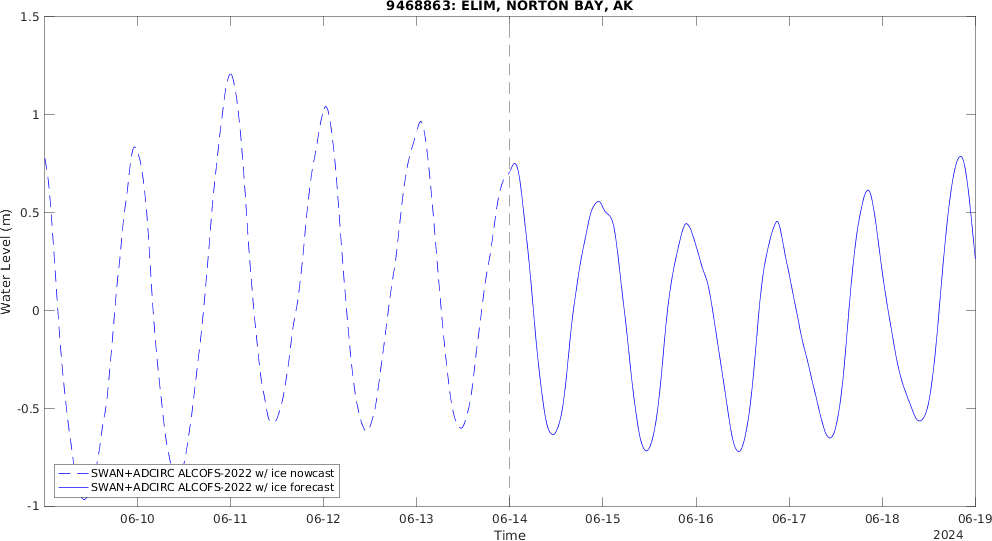 9468863: ELIM, NORTON BAY, AK
1.5
1
0.5
0
-0.5
-1
Water Level (m)
SWAN+ADCIRC ALCOFS-2022 w/ ice nowcast
SWAN+ADCIRC ALCOFS-2022 w/ ice forecast
06-10 06-11 06-12 06-13 06-14 06-15 06-16 06-17 06-18 06-19
Time
2024